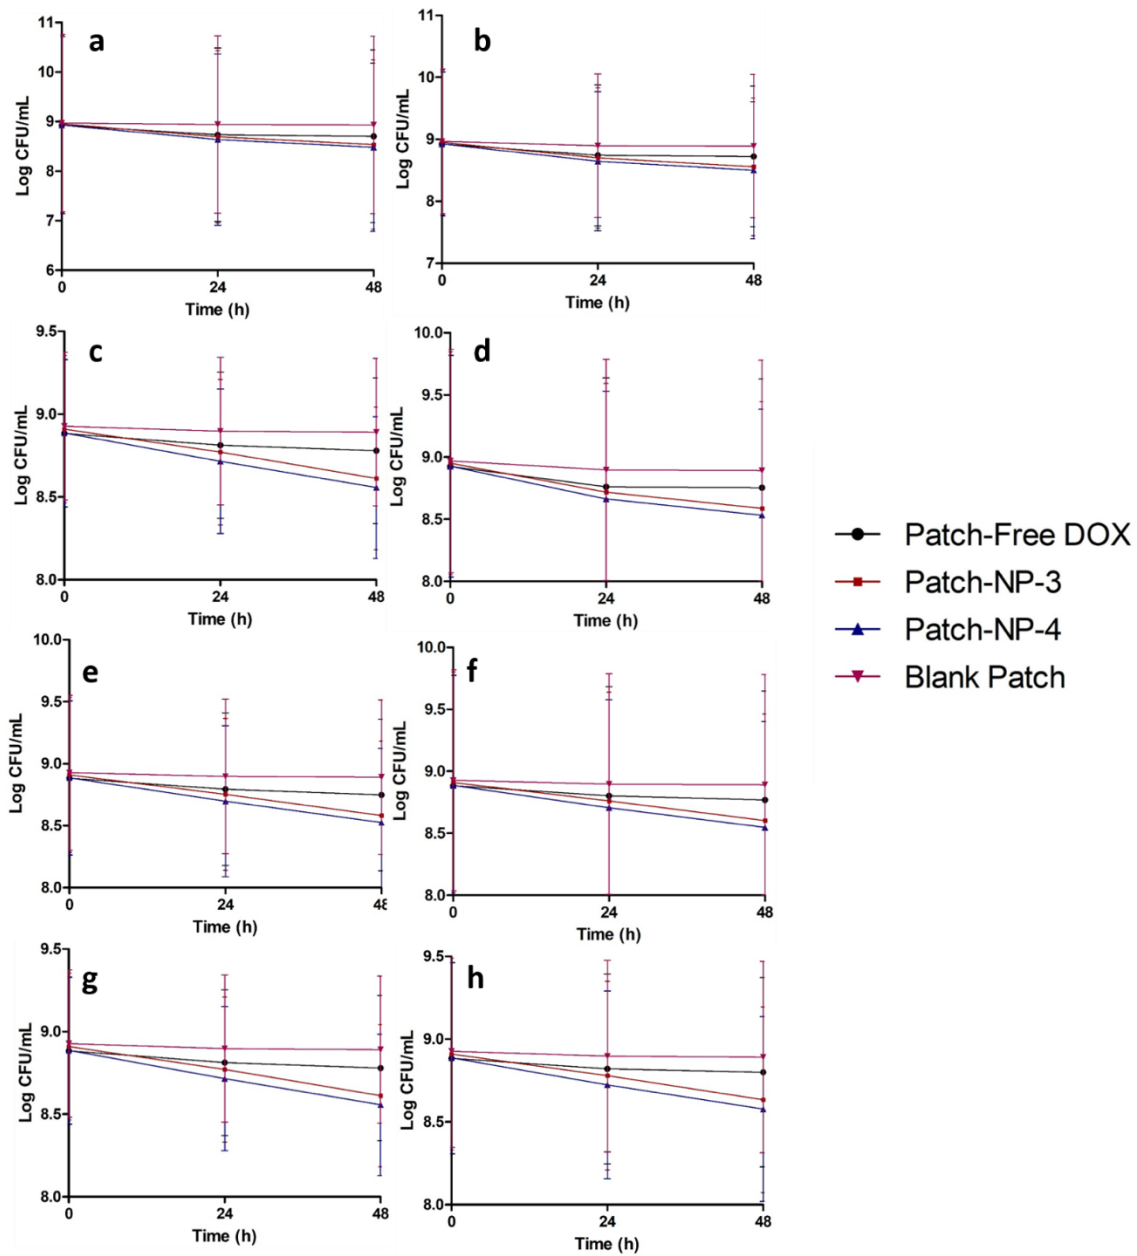 a
11
10
9
8
7
6
Log CFU/mL
0
24
48
Time (h)
b
11
10
9
8
7
Log CFU/mL
0
24
48
Time (h)
c
9.5
9.0
8.5
8.0
Log CFU/mL
0
24
48
Time (h)
d
10.0
9.5
9.0
8.5
8.0
Log CFU/mL
0
24
48
Time (h)
Patch-Free DOX
Patch-NP-3
Patch-NP-4
Blank Patch
e
10.0
9.5
9.0
8.5
8.0
Log CFU/mL
0
24
48
Time (h)
f
10.0
9.5
9.0
8.5
8.0
Log CFU/mL
0
24
48
Time (h)
g
9.5
9.0
8.5
8.0
Log CFU/mL
0
24
48
Time (h)
h
9.5
9.0
8.5
8.0
Log CFU/mL
0
24
48
Time (h)